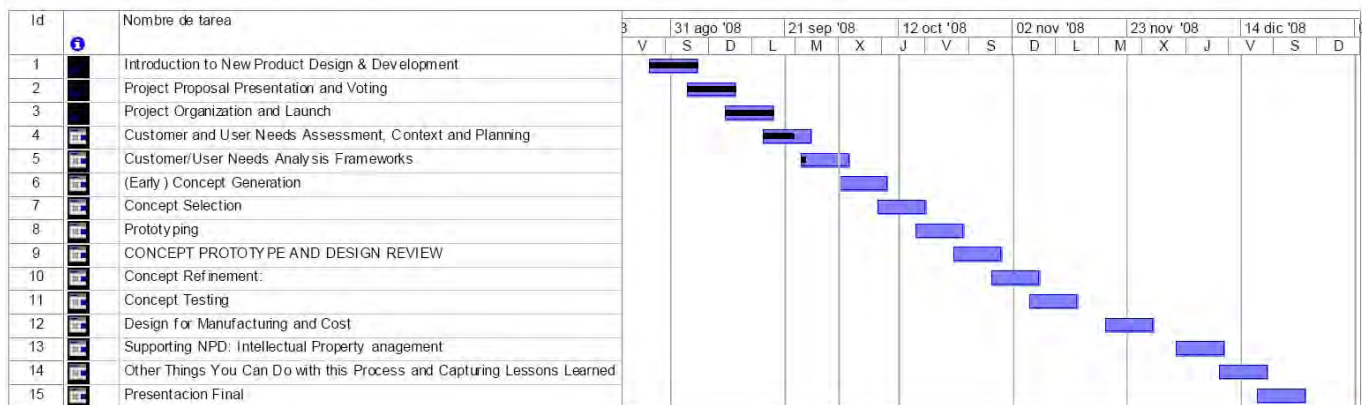 Id Nombre de tarea
3 31 ago '08 21 sep '08 12 oct '08 02 nov '08 23 nov '08 14 dic '08
V S D L M X J V S D L M X J V S D
1 Introduction to New Product Design & Development
2 Project Proposal Presentation and Voting
3 Project Organization and Launch
4 Customer and User Needs Assessment, Context and Planning
5 Customer/User Needs Analysis Frameworks
6 (Early) Concept Generation
7 Concept Selection
8 Prototyping
9 CONCEPT PROTOTYPE AND DESIGN REVIEW
10 Concept Refinement:
11 Concept Testing
12 Design for Manufacturing and Cost
13 Supporting NPD: Intellectual Property anagement
14 Other Things You Can Do with this Process and Capturing Lessons Learned
15 Presentacion Final